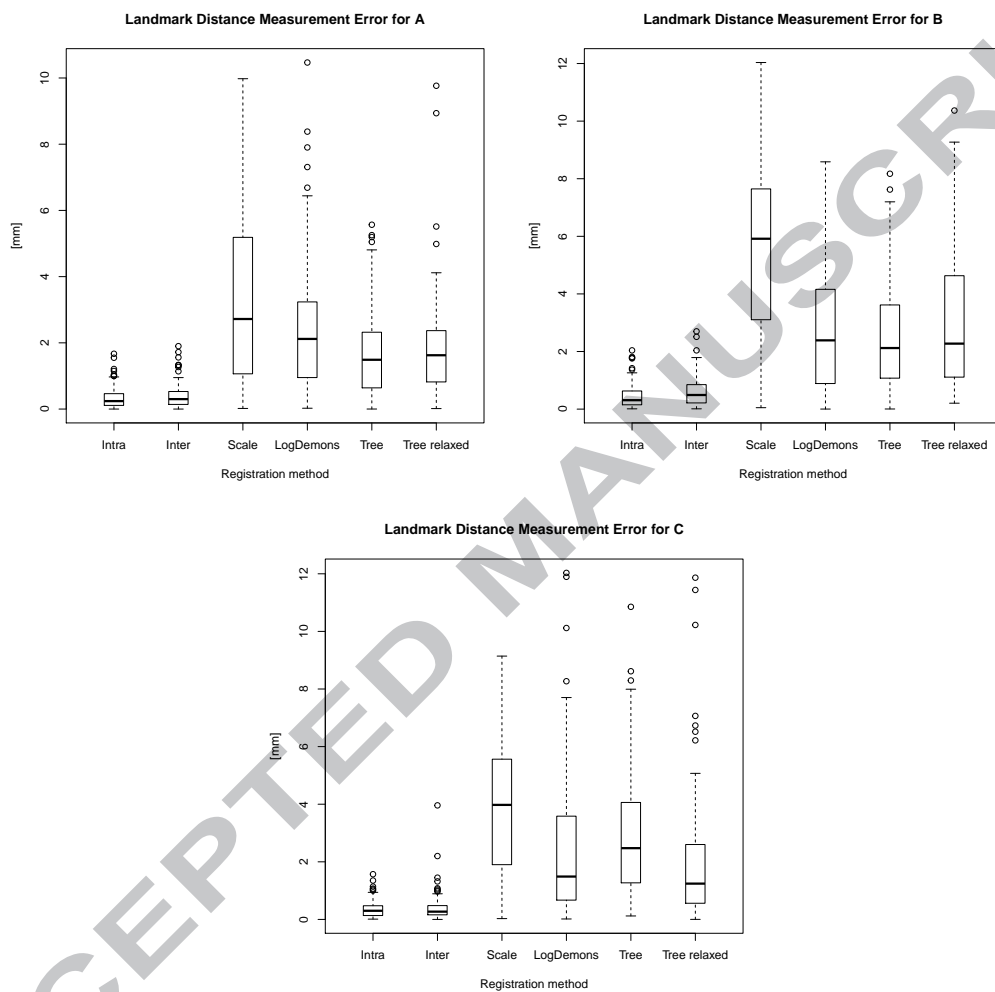 Landmark Distance Measurement Error for A
[mm]
0 2 4 6 8 10
Intra Inter Scale LogDemons Tree Tree relaxed
Registration method
Landmark Distance Measurement Error for B
[mm]
0 2 4 6 8 10 12
Intra Inter Scale LogDemons Tree Tree relaxed
Registration method
Landmark Distance Measurement Error for C
[mm]
0 2 4 6 8 10 12
Intra Inter Scale LogDemons Tree Tree relaxed
Registration method
CEPTED MANUSCRI